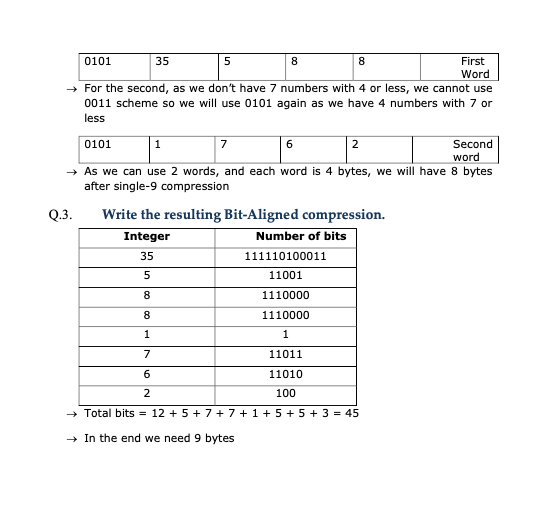 0101 35 5 8 8 First
Word
→ For the second, as we don’t have 7 numbers with 4 or less, we cannot use
0011 scheme so we will use 0101 again as we have 4 numbers with 7 or
less
0101 1 7 6 2 Second
word
→ As we can use 2 words, and each word is 4 bytes, we will have 8 bytes
after single-9 compression
Q.3. Write the resulting Bit-Aligned compression.
Integer Number of bits
35 111110100011
5 11001
8 1110000
8 1110000
1 1
7 11011
6 11010
2 100
→ Total bits = 12 + 5 + 7 + 7 + 1 + 5 + 5 + 3 = 45
→ In the end we need 9 bytes